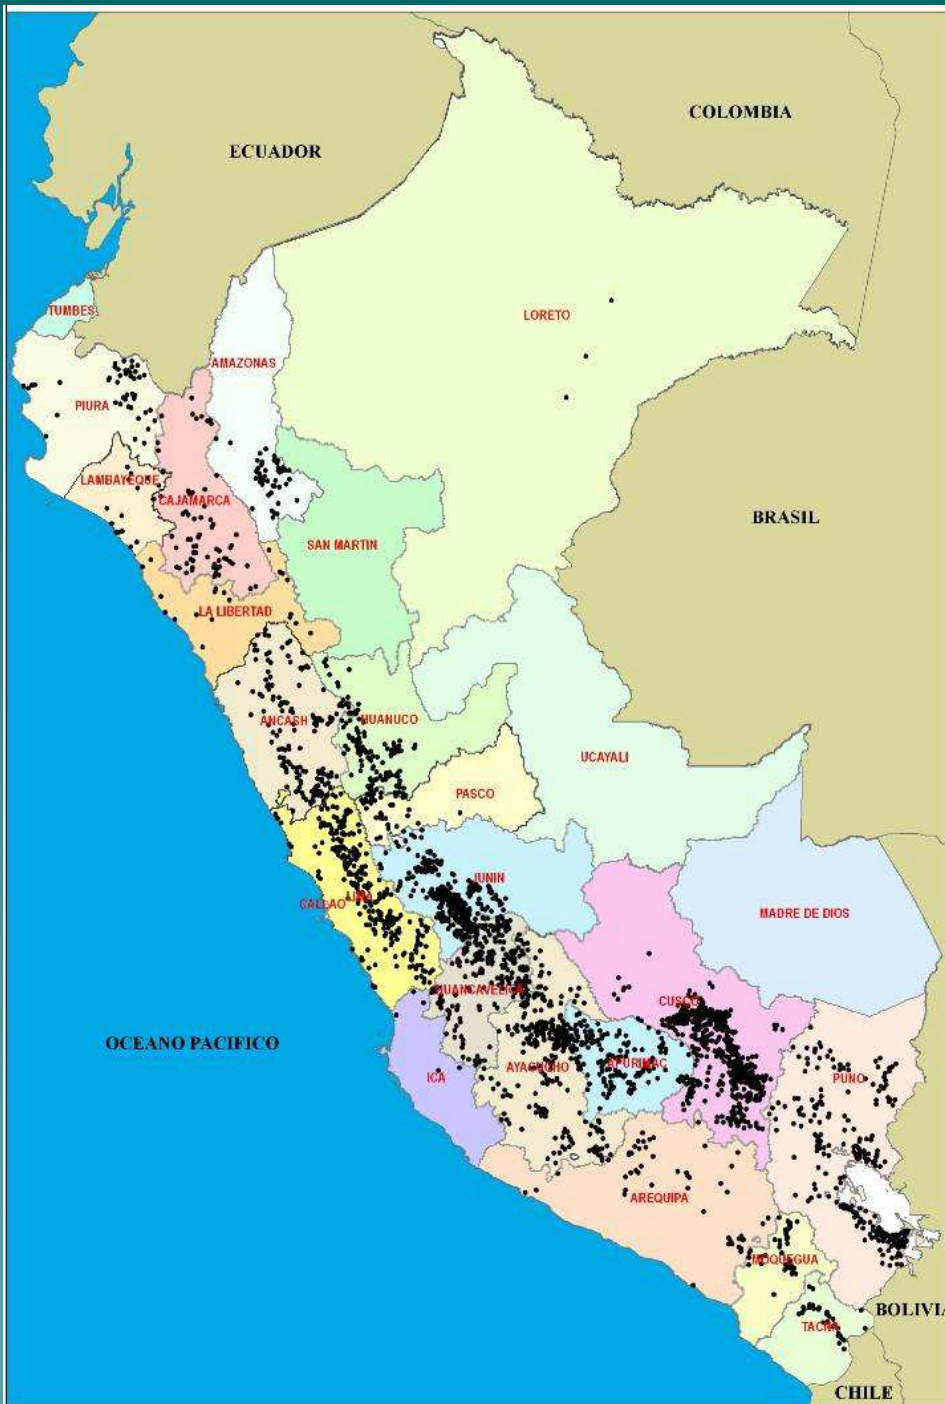 COLOMBIA
ECUADOR
TUMBES
LORETO
AMAZONAS
PIURA
LAMBAYEQUE
CAJAMARCA
BRASIL
SAN MARTIN
LA LIBERTAD
ANCASH
HUANUCO
UCAYALI
PASCO
JUNIN
CALLAO
LIMA
MADRE DE DIOS
HUANCAVELICA
CUSCO
OCEANO PACIFICO
AYACUCHO
APURIMAC
ICA
PUNO
AREQUIPA
MOQUEGUA
BOLIVIA
TACNA
CHILE